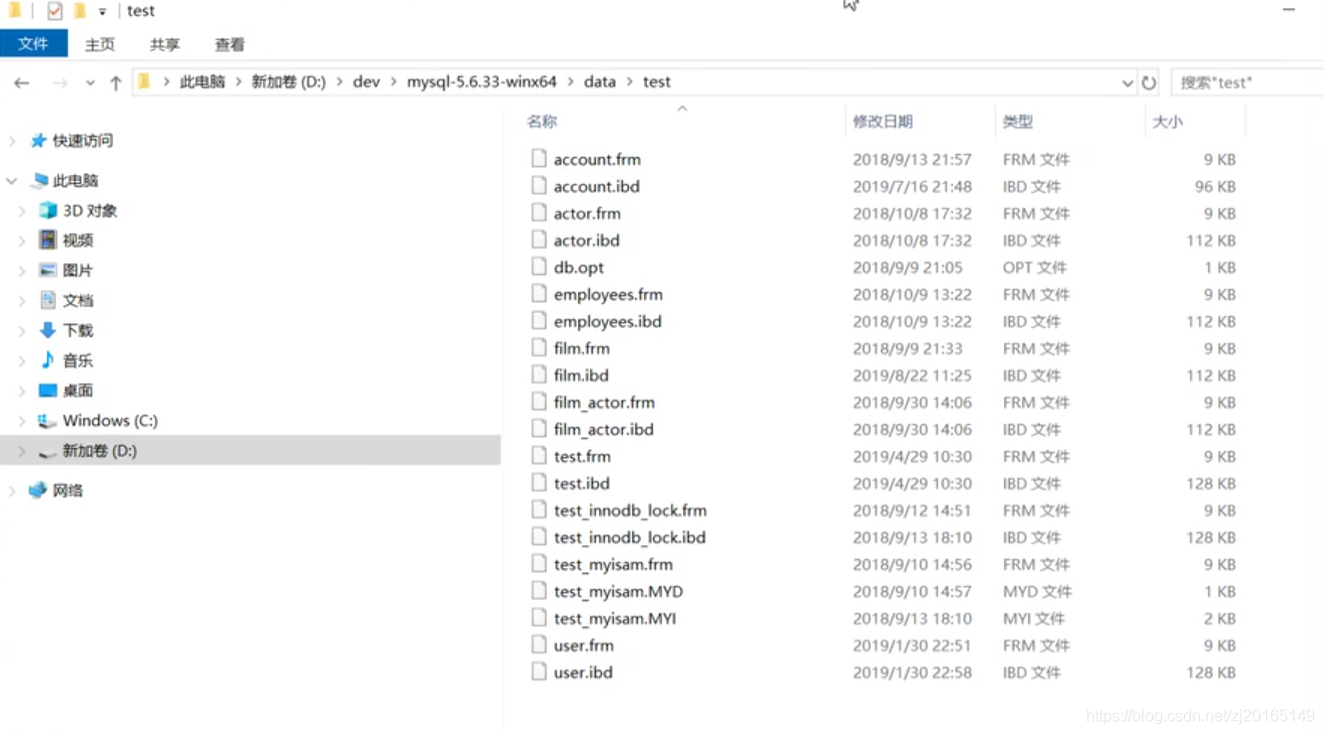 test
文件 主页 共享 查看
此电脑 新加卷 (D:) dev mysql-5.6.33-winx64 data test 搜索"test"
名称 修改日期 类型 大小
快速访问
此电脑
3D 对象
视频
图片
文档
下载
音乐
桌面
Windows (C:)
新加卷 (D:)
网络
account.frm 2018/9/13 21:57 FRM 文件 9 KB
account.ibd 2019/7/16 21:48 IBD 文件 96 KB
actor.frm 2018/10/8 17:32 FRM 文件 9 KB
actor.ibd 2018/10/8 17:32 IBD 文件 112 KB
db.opt 2018/9/9 21:05 OPT 文件 1 KB
employees.frm 2018/10/9 13:22 FRM 文件 9 KB
employees.ibd 2018/10/9 13:22 IBD 文件 112 KB
film.frm 2018/9/9 21:33 FRM 文件 9 KB
film.ibd 2019/8/22 11:25 IBD 文件 112 KB
film_actor.frm 2018/9/30 14:06 FRM 文件 9 KB
film_actor.ibd 2018/9/30 14:06 IBD 文件 112 KB
test.frm 2019/4/29 10:30 FRM 文件 9 KB
test.ibd 2019/4/29 10:30 IBD 文件 128 KB
test_innodb_lock.frm 2018/9/12 14:51 FRM 文件 9 KB
test_innodb_lock.ibd 2018/9/13 18:10 IBD 文件 128 KB
test_myisam.frm 2018/9/10 14:56 FRM 文件 9 KB
test_myisam.MYD 2018/9/10 14:57 MYD 文件 1 KB
test_myisam.MYI 2018/9/13 18:10 MYI 文件 2 KB
user.frm 2019/1/30 22:51 FRM 文件 9 KB
user.ibd 2019/1/30 22:58 IBD 文件 128 KB
https://blog.csdn.net/zj20165149